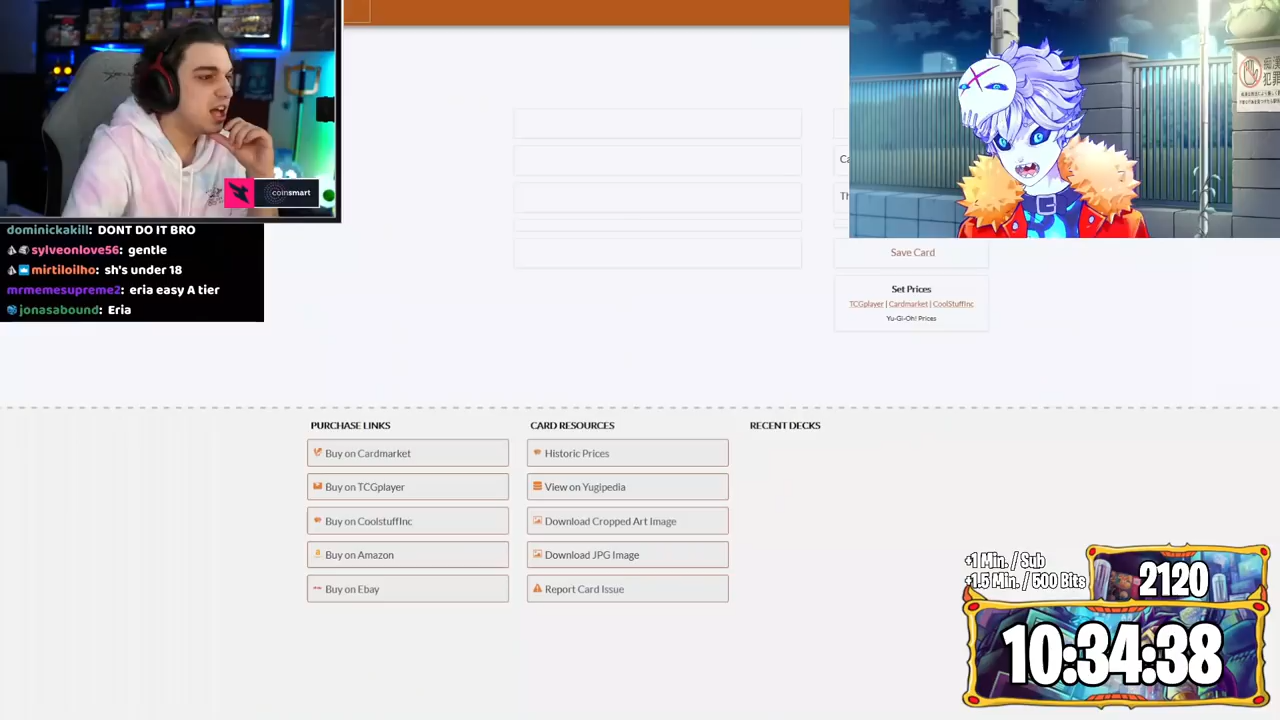 coinsmart
dominickakill: DONT DO IT BRO
sylveonlove56: gentle
mirtiloilho: sh's under 18
mrmemesupreme2: eria easy A tier
jonasabound: Eria
Ca
Th
Save Card
Set Prices
TCGplayer | Cardmarket | CoolStuffInc
Yu-Gi-Oh! Prices
PURCHASE LINKS
Buy on Cardmarket
Buy on TCGplayer
Buy on CoolstuffInc
Buy on Amazon
Buy on Ebay
CARD RESOURCES
Historic Prices
View on Yugipedia
Download Cropped Art Image
Download JPG Image
Report Card Issue
RECENT DECKS
+1 Min. / Sub
+1.5 Min. / 500 Bits
2120
10:34:38